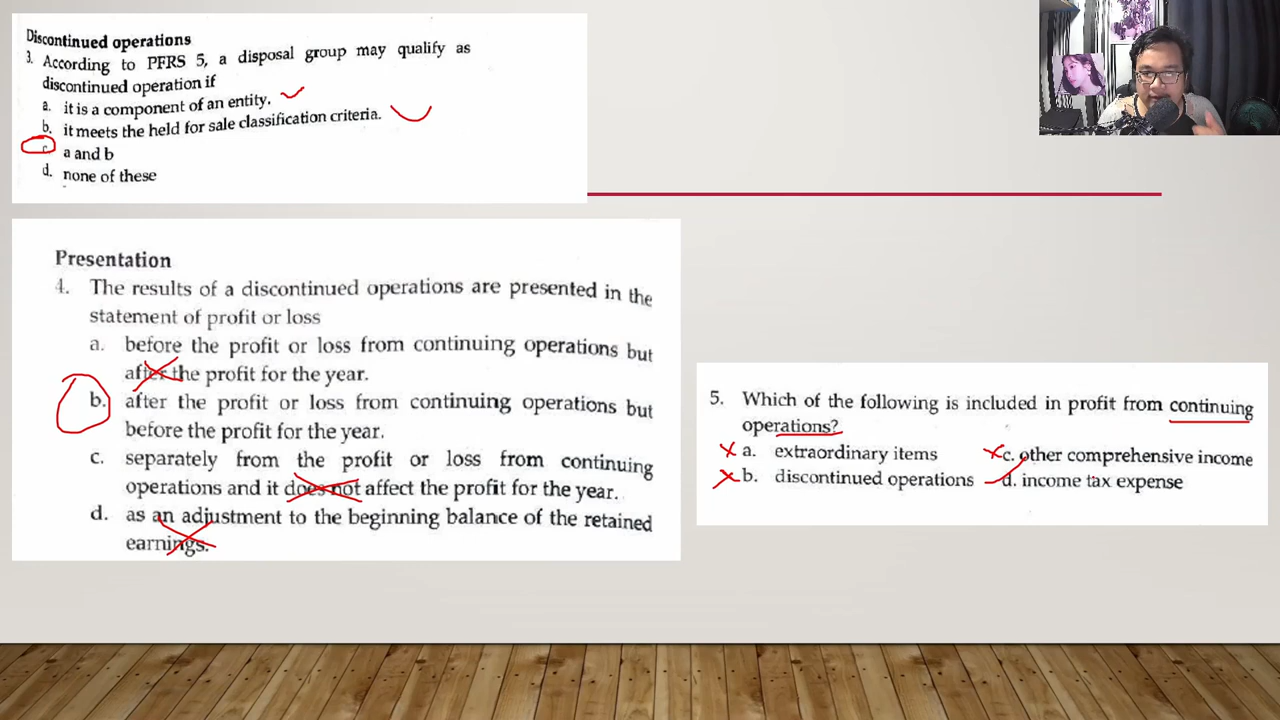 Discontinued operations
3. According to PFRS 5, a disposal group may qualify as
discontinued operation if
a. it is a component of an entity.
b. it meets the held for sale classification criteria.
c. a and b
d. none of these
Presentation
4. The results of a discontinued operations are presented in the
statement of profit or loss
a. before the profit or loss from continuing operations but
after the profit for the year.
b. after the profit or loss from continuing operations but
before the profit for the year.
c. separately from the profit or loss from continuing
operations and it does not affect the profit for the year.
d. as an adjustment to the beginning balance of the retained
earnings.
5. Which of the following is included in profit from continuing
operations?
a. extraordinary items c. other comprehensive income
b. discontinued operations d. income tax expense